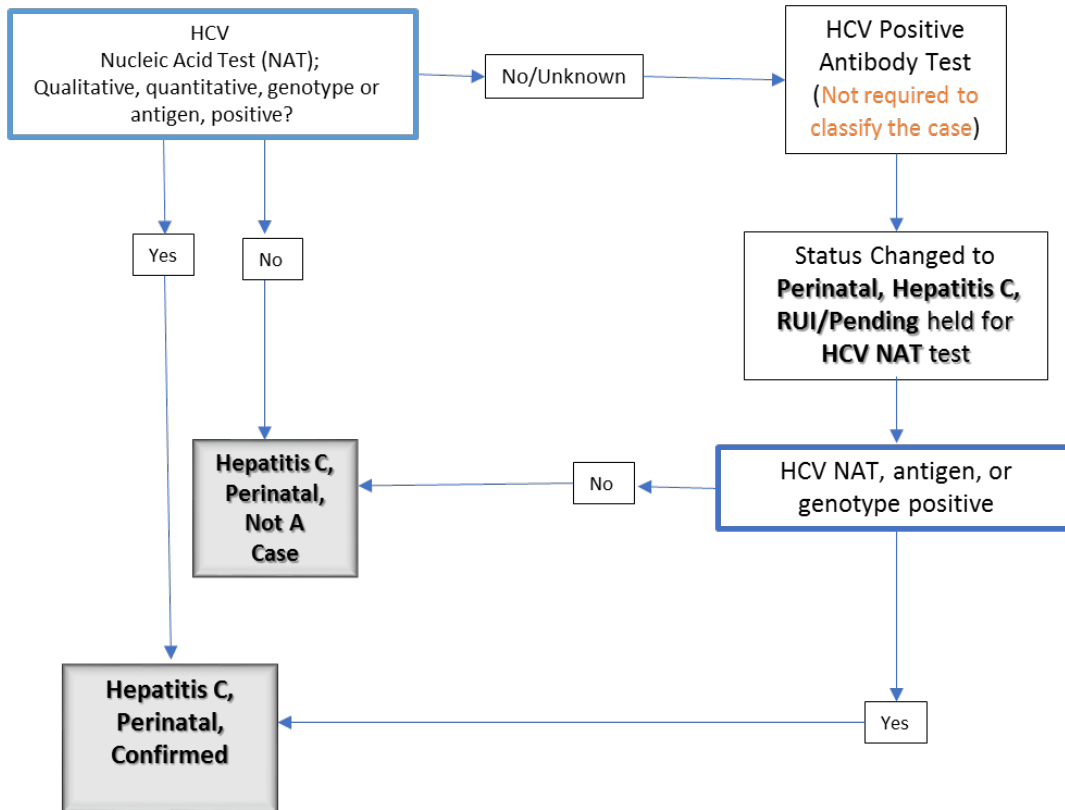 HCV
Nucleic Acid Test (NAT);
Qualitative, quantitative, genotype or
antigen, positive?
No/Unknown
HCV Positive
Antibody Test
(Not required to
classify the case)
Yes
No
Status Changed to
Perinatal, Hepatitis C,
RUI/Pending held for
HCV NAT test
Hepatitis C,
Perinatal,
Not A
Case
No
HCV NAT, antigen, or
genotype positive
Hepatitis C,
Perinatal,
Confirmed
Yes